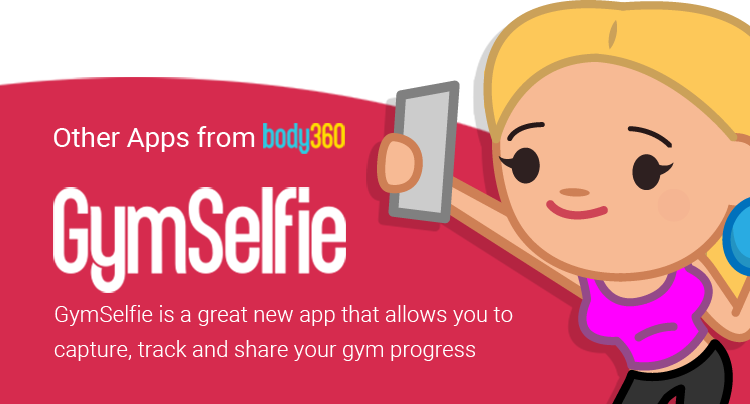 Other Apps from body360
GymSelfie
GymSelfie is a great new app that allows you to
capture, track and share your gym progress